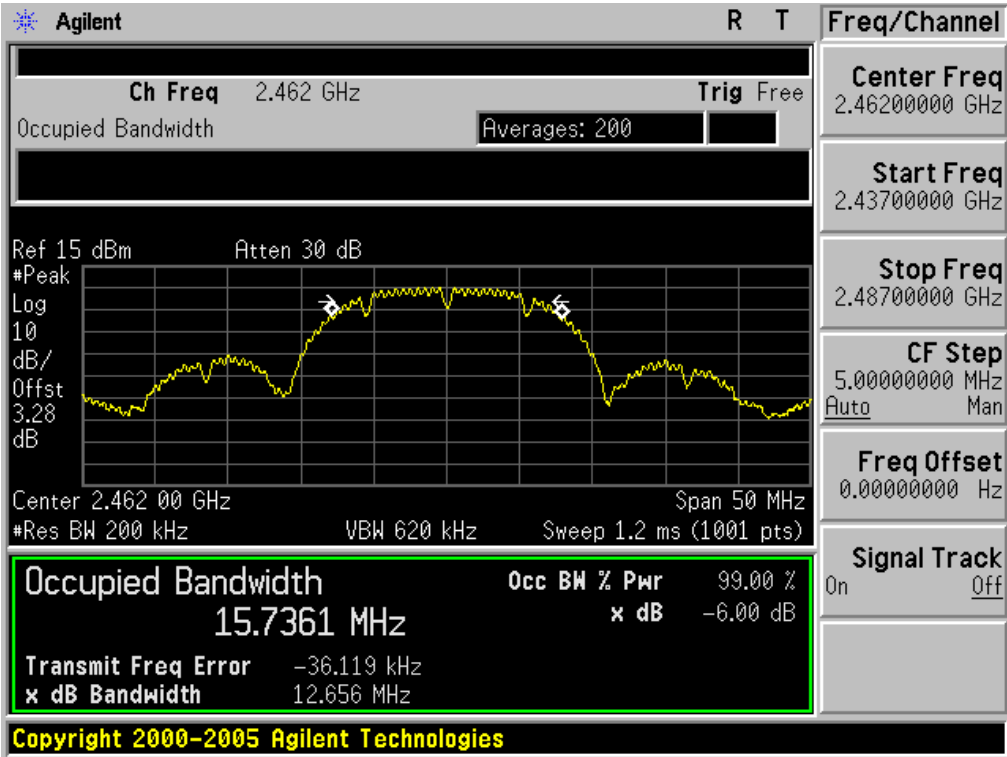 Agilent R T Freq/Channel
Ch Freq 2.462 GHz Trig Free
Occupied Bandwidth Averages: 200
Ref 15 dBm Atten 30 dB
#Peak
Log
10
dB/
Offst
3.28
dB
Center 2.462 00 GHz Span 50 MHz
#Res BW 200 kHz VBW 620 kHz Sweep 1.2 ms (1001 pts)
Occupied Bandwidth Occ BW % Pwr 99.00 %
15.7361 MHz x dB -6.00 dB
Transmit Freq Error -36.119 kHz
x dB Bandwidth 12.656 MHz
Center Freq
2.46200000 GHz
Start Freq
2.43700000 GHz
Stop Freq
2.48700000 GHz
CF Step
5.00000000 MHz
Auto Man
Freq Offset
0.00000000 Hz
Signal Track
On Off
Copyright 2000-2005 Agilent Technologies